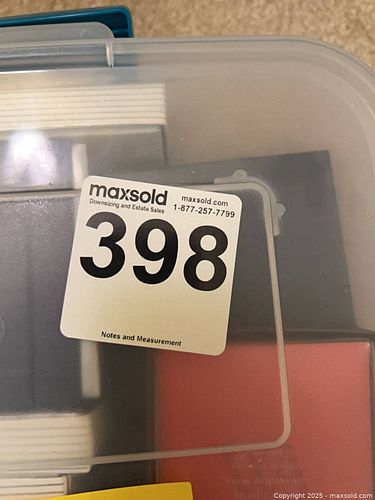 maxsold
Downsizing and Estate Sales
maxsold.com
1-877-257-7799
398
Notes and Measurement
Copyright © 2025 - maxsold.com